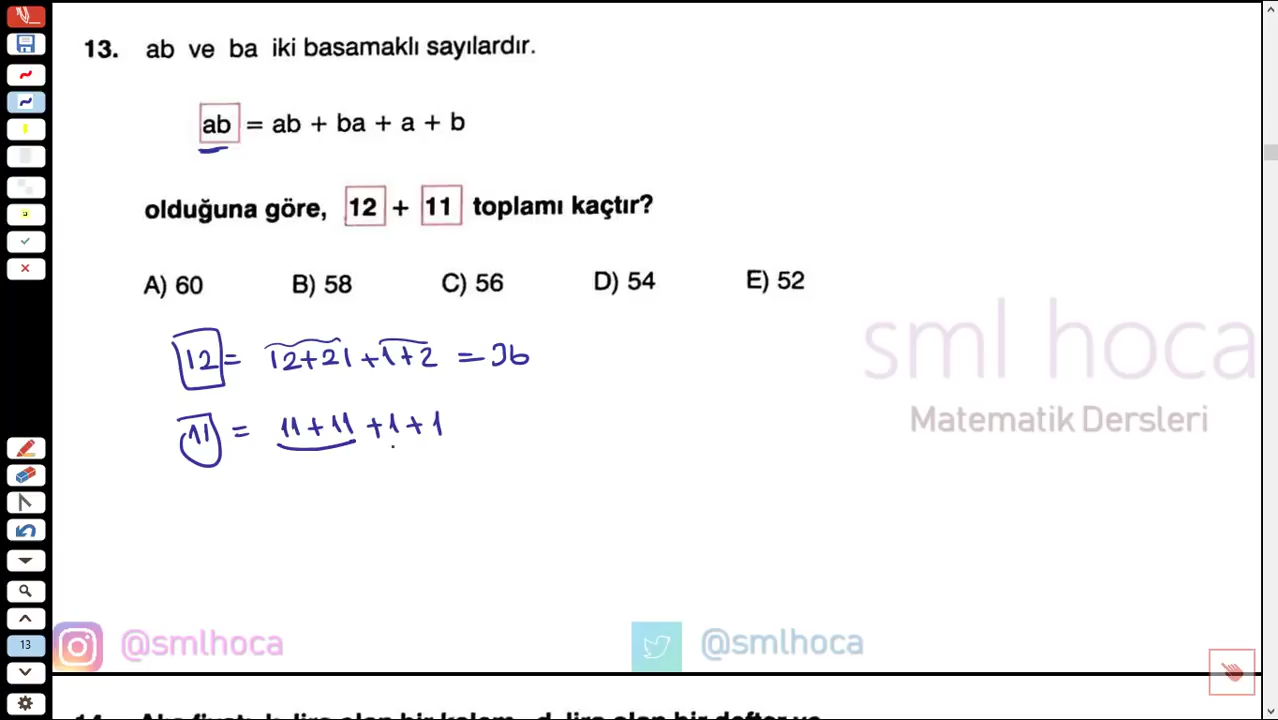 13. ab ve ba iki basamaklı sayılardır.
ab = ab + ba + a + b
olduğuna göre, 12 + 11 toplamı kaçtır?
A) 60 B) 58 C) 56 D) 54 E) 52
12 = 12+21 +1+2 = 36
11 = 11+11 +1+1
sml hoca
Matematik Dersleri
13
@smlhoca @smlhoca